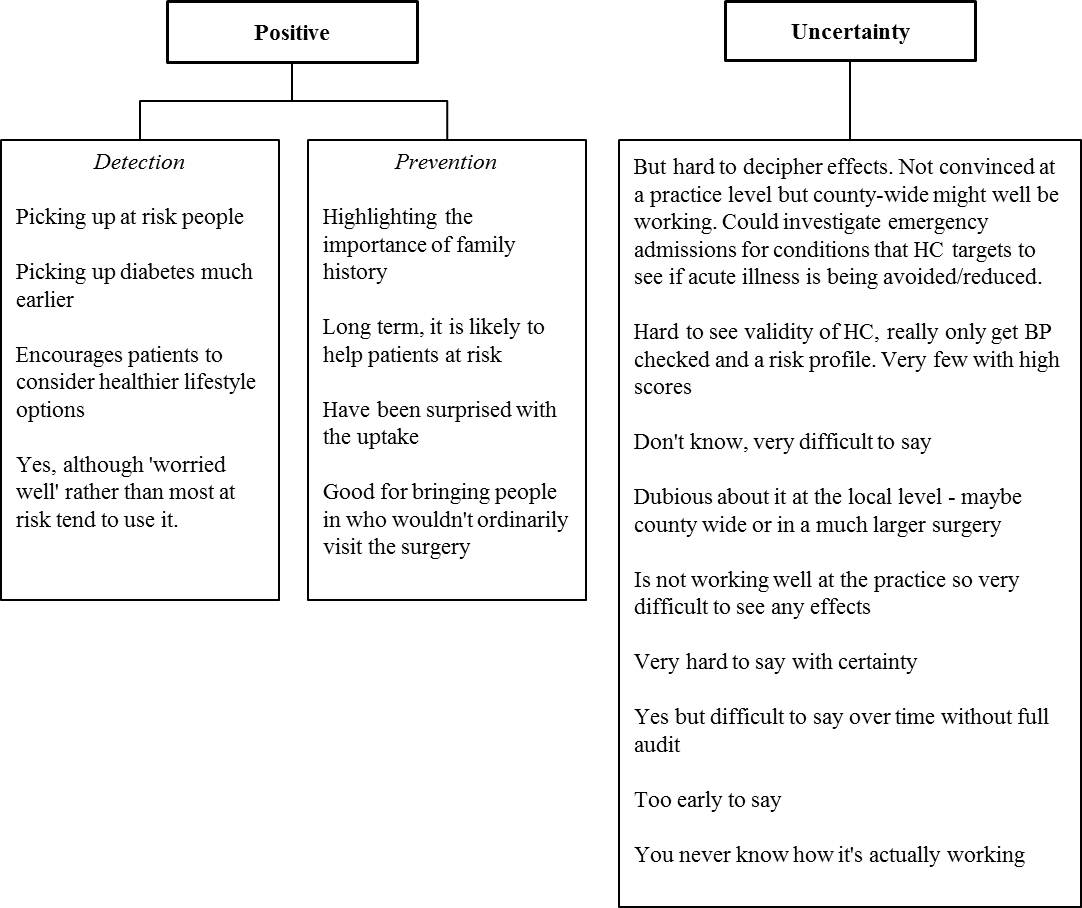 Positive
Detection
Picking up at risk people
Picking up diabetes much
earlier
Encourages patients to
consider healthier lifestyle
options
Yes, although 'worried
well' rather than most at
risk tend to use it.
Prevention
Highlighting the
importance of family
history
Long term, it is likely to
help patients at risk
Have been surprised with
the uptake
Good for bringing people
in who wouldn't ordinarily
visit the surgery
Uncertainty
But hard to decipher effects. Not convinced at
a practice level but county-wide might well be
working. Could investigate emergency
admissions for conditions that HC targets to
see if acute illness is being avoided/reduced.
Hard to see validity of HC, really only get BP
checked and a risk profile. Very few with high
scores
Don't know, very difficult to say
Dubious about it at the local level - maybe
county wide or in a much larger surgery
Is not working well at the practice so very
difficult to see any effects
Very hard to say with certainty
Yes but difficult to say over time without full
audit
Too early to say
You never know how it's actually working